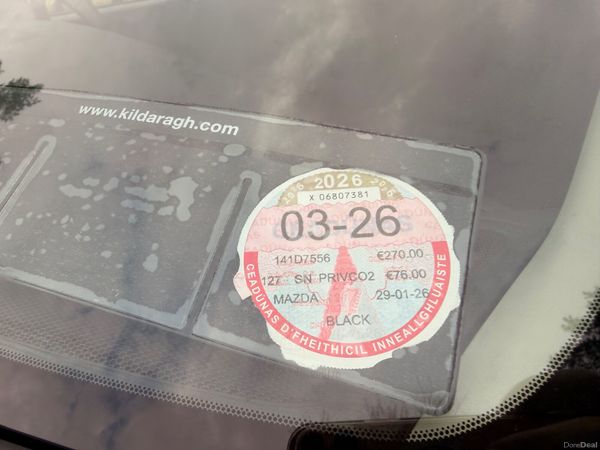 www.kildaragh.com
2026
X 06807381
03-26
141D7556 €270.00
127 SN PRIVCO2 €76.00
MAZDA 29-01-26
BLACK
CEADÚNAS D'FHEITHICIL INNEALLGHLUAISTE
DoneDeal